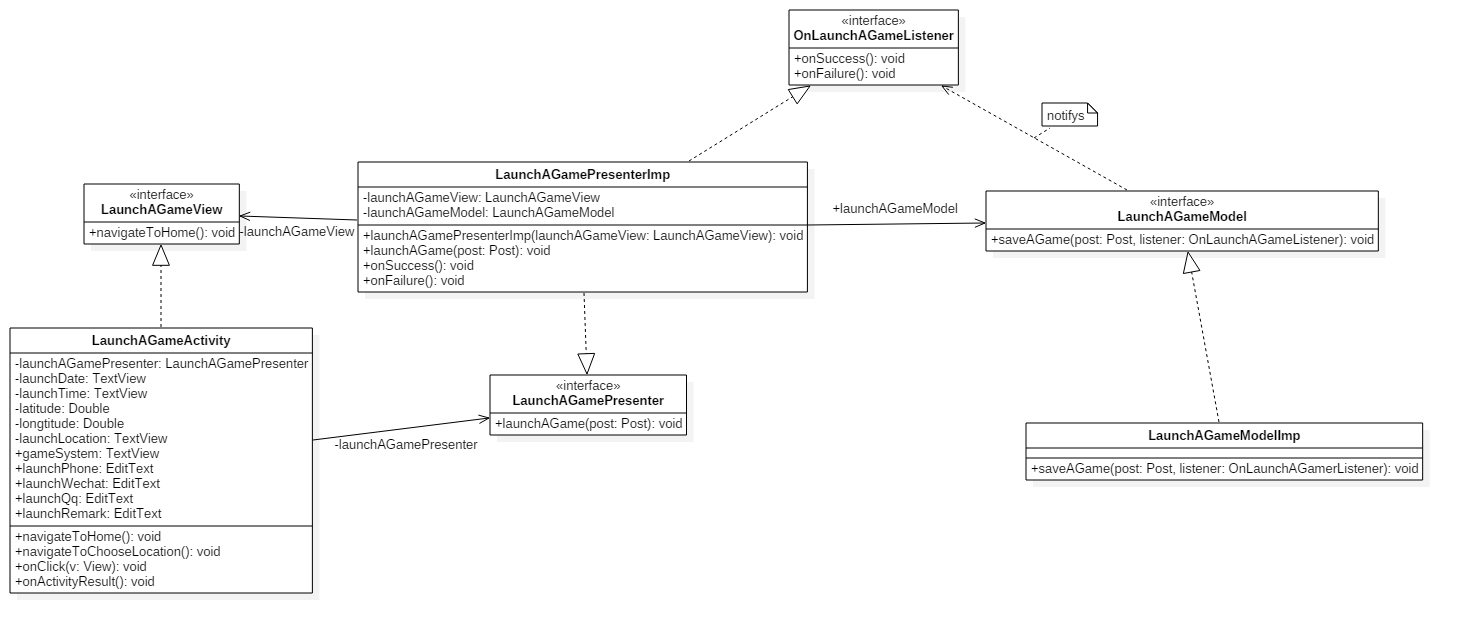 «interface»
OnLaunchAGameListener
+onSuccess(): void
+onFailure(): void
notifys
LaunchAGamePresenterImp
-launchAGameView: LaunchAGameView
-launchAGameModel: LaunchAGameModel
+launchAGamePresenterImp(launchAGameView: LaunchAGameView): void
+launchAGame(post: Post): void
+onSuccess(): void
+onFailure(): void
«interface»
LaunchAGameView
+navigateToHome(): void
-launchAGameView
+launchAGameModel
«interface»
LaunchAGameModel
+saveAGame(post: Post, listener: OnLaunchAGameListener): void
LaunchAGameActivity
-launchAGamePresenter: LaunchAGamePresenter
-launchDate: TextView
-launchTime: TextView
-latitude: Double
-longtitude: Double
-launchLocation: TextView
+gameSystem: TextView
+launchPhone: EditText
+launchWechat: EditText
+launchQq: EditText
+launchRemark: EditText
+navigateToHome(): void
+navigateToChooseLocation(): void
+onClick(v: View): void
+onActivityResult(): void
-launchAGamePresenter
«interface»
LaunchAGamePresenter
+launchAGame(post: Post): void
LaunchAGameModelImp
+saveAGame(post: Post, listener: OnLaunchAGamerListener): void